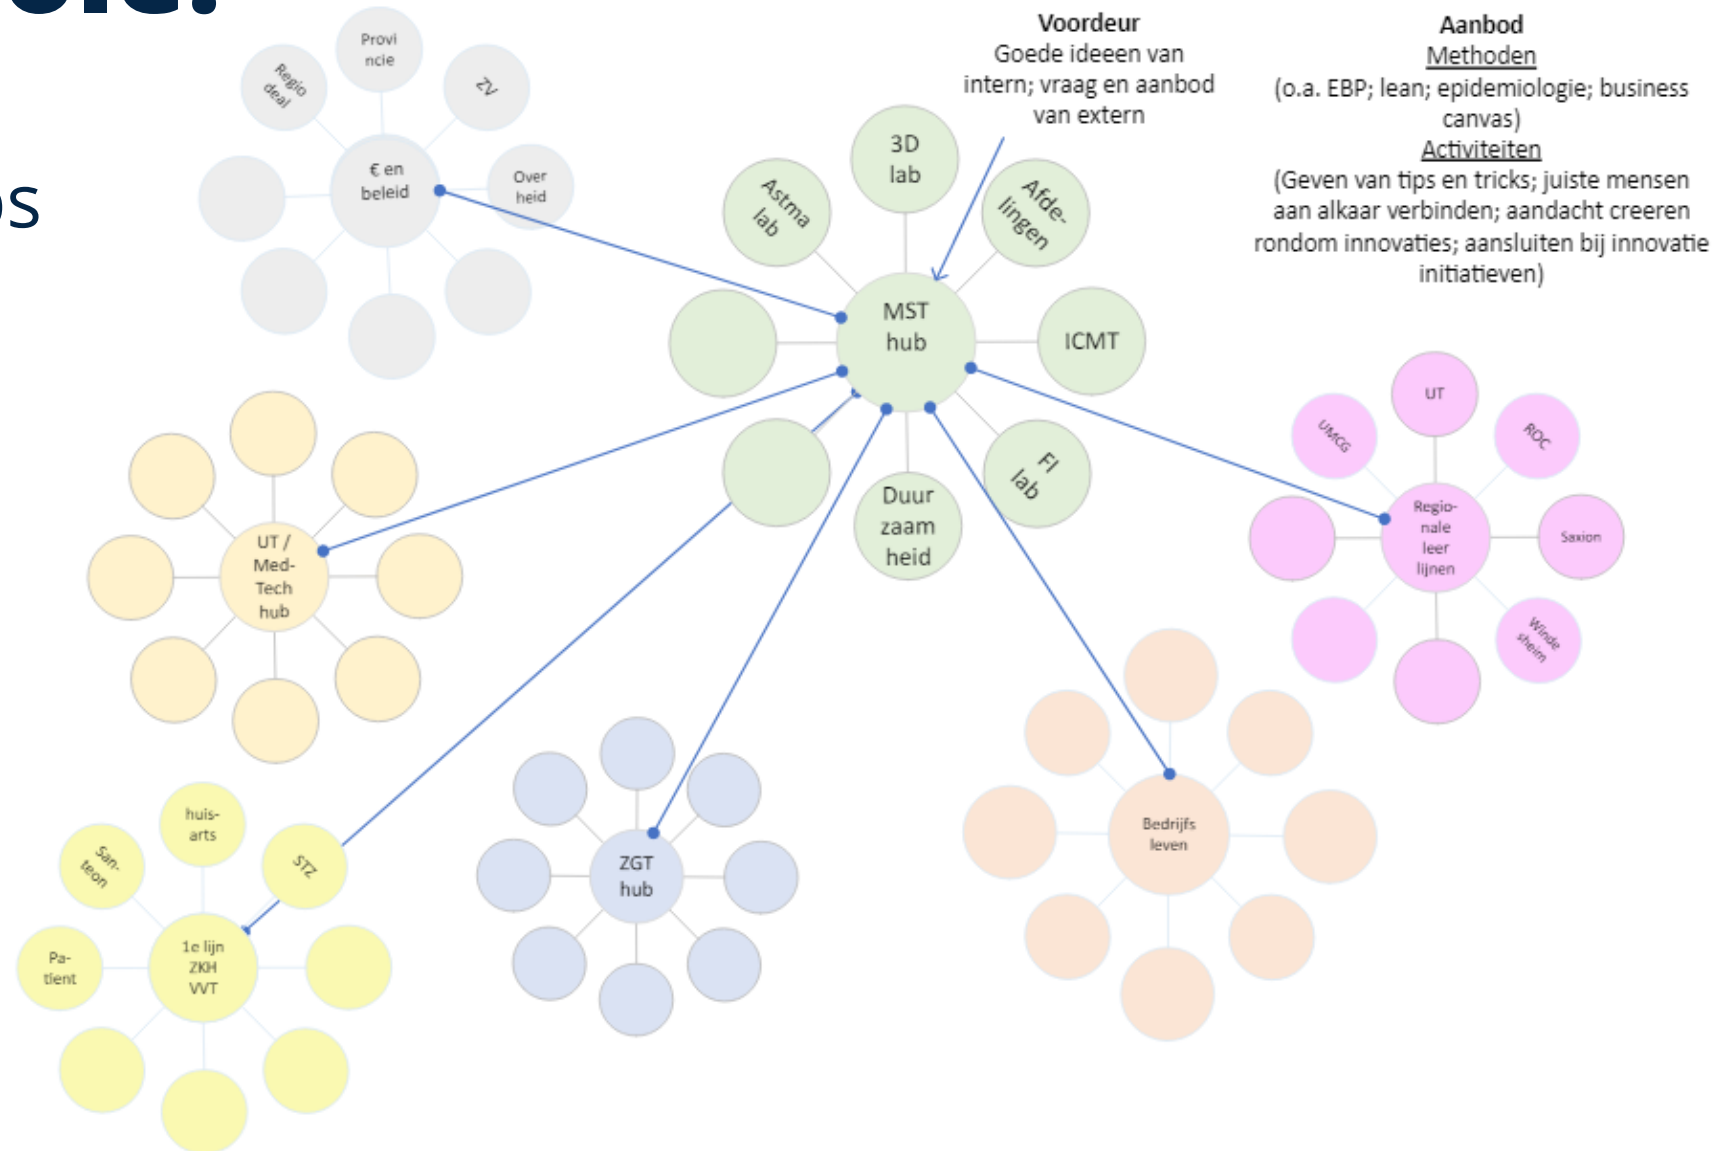 Voordeur
Goede ideeen van
intern; vraag en aanbod
van extern
Aanbod
Methoden
(o.a. EBP; lean; epidemiologie; business
canvas)
Activiteiten
(Geven van tips en tricks; juiste mensen
aan alkaar verbinden; aandacht creeren
rondom innovaties; aansluiten bij innovatie
initiatieven)
Provi
ncie
Regio
deal
ZV
€ en
beleid
Over
heid
3D
lab
Astma
lab
Afde-
lingen
MST
hub
ICMT
FI
lab
Duur
zaam
heid
UT /
Med-
Tech
hub
UT
UMCG
ROC
Regio-
nale
leer
lijnen
Saxion
Winde
sheim
huis-
arts
San-
teon
STZ
Pa-
tient
1e lijn
ZKH
VVT
ZGT
hub
Bedrijfs
leven